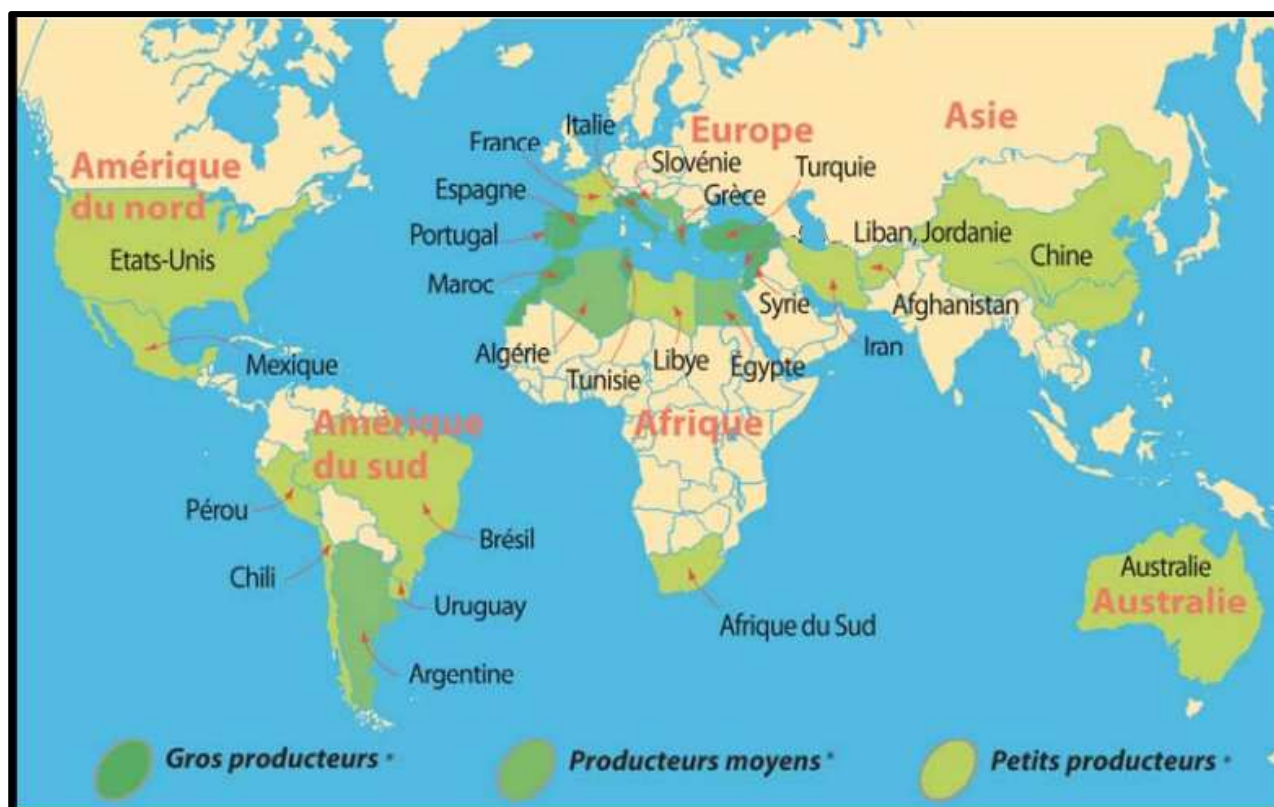 Amérique
du nord
Etats-Unis
Mexique
Amérique
du sud
Pérou
Brésil
Chili
Uruguay
Argentine
Europe
Italie
France
Slovénie
Espagne
Grèce
Turquie
Portugal
Maroc
Algérie
Tunisie
Libye
Égypte
Syrie
Afrique
Afrique du Sud
Asie
Liban, Jordanie
Chine
Afghanistan
Iran
Australie
Australie
Gros producteurs *
Producteurs moyens *
Petits producteurs *